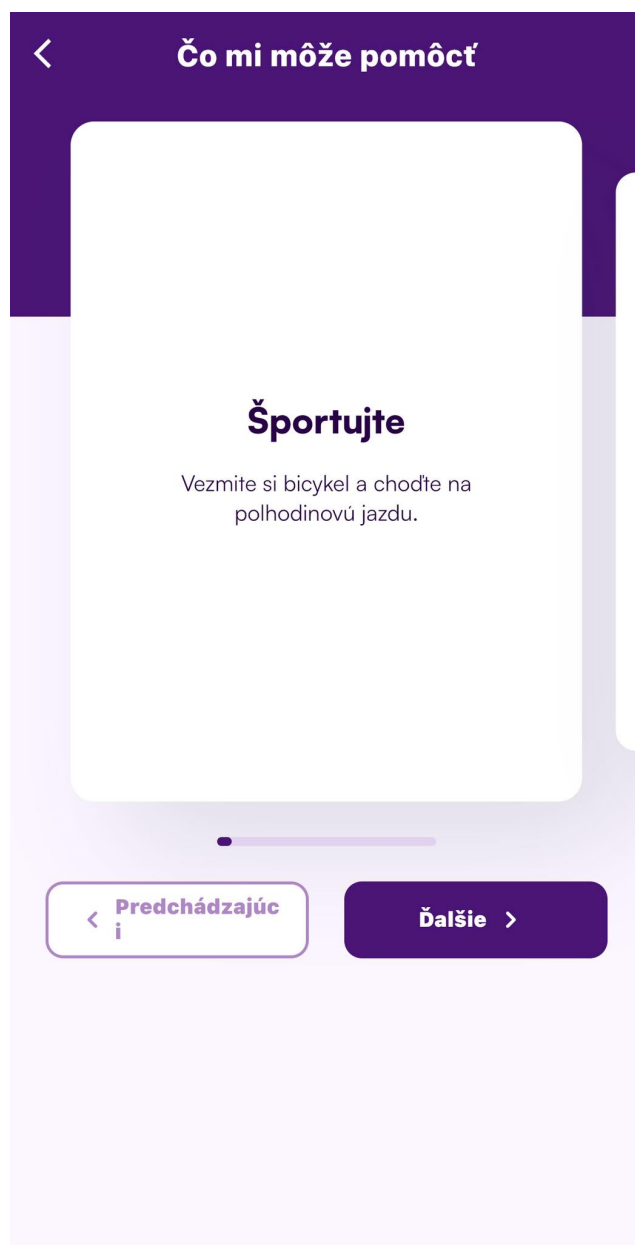 Čo mi môže pomôcť
Športujte
Vezmite si bicykel a choďte na
polhodinovú jazdu.
Predchádzajúc
i
Ďalšie